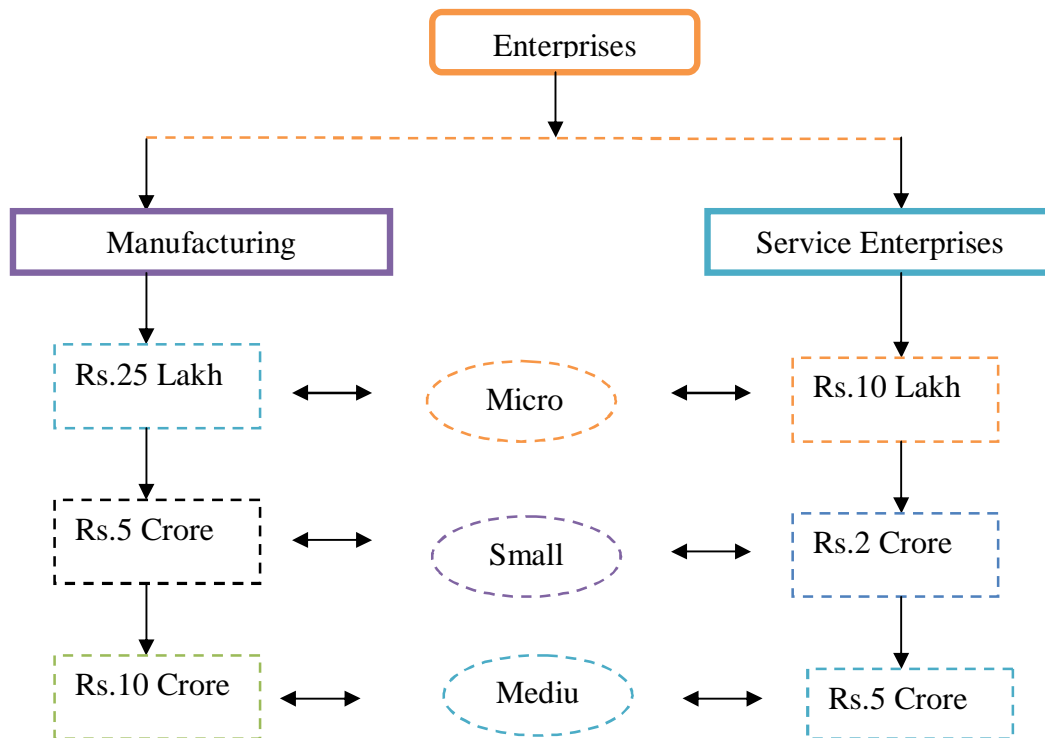 Enterprises
Manufacturing
Service Enterprises
Rs.25 Lakh
Micro
Rs.10 Lakh
Rs.5 Crore
Small
Rs.2 Crore
Rs.10 Crore
Mediu
Rs.5 Crore